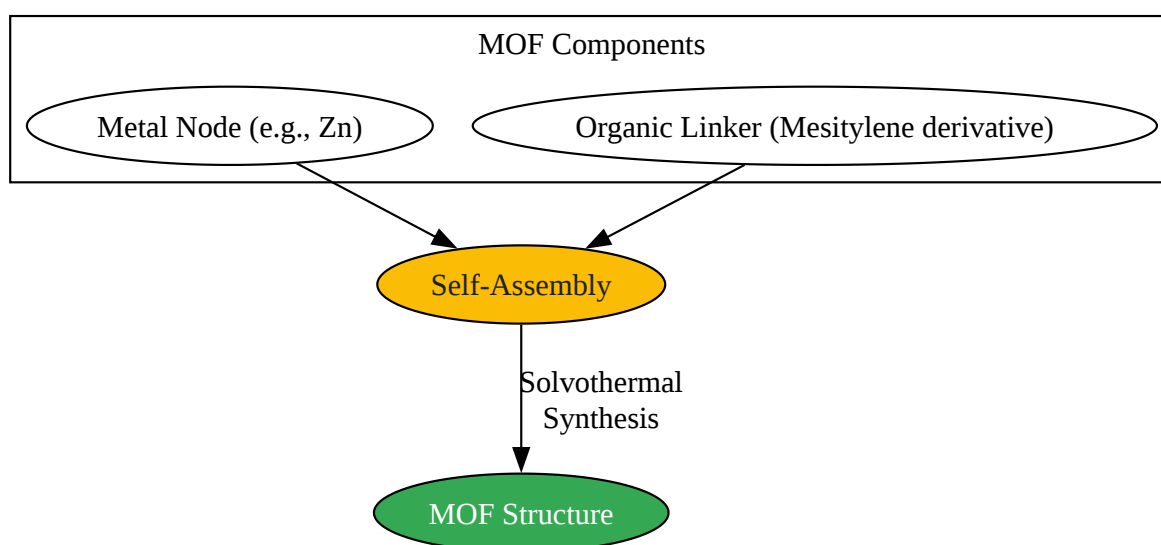 MOF Components
Metal Node (e.g., Zn)
Organic Linker (Mesitylene derivative)
Self-Assembly
Solvothermal
Synthesis
MOF Structure